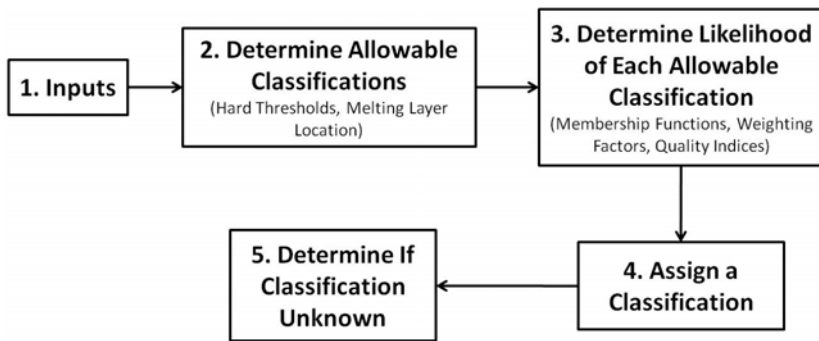 1. Inputs
2. Determine Allowable
Classifications
(Hard Thresholds, Melting Layer
Location)
3. Determine Likelihood
of Each Allowable
Classification
(Membership Functions, Weighting
Factors, Quality Indices)
4. Assign a
Classification
5. Determine If
Classification
Unknown